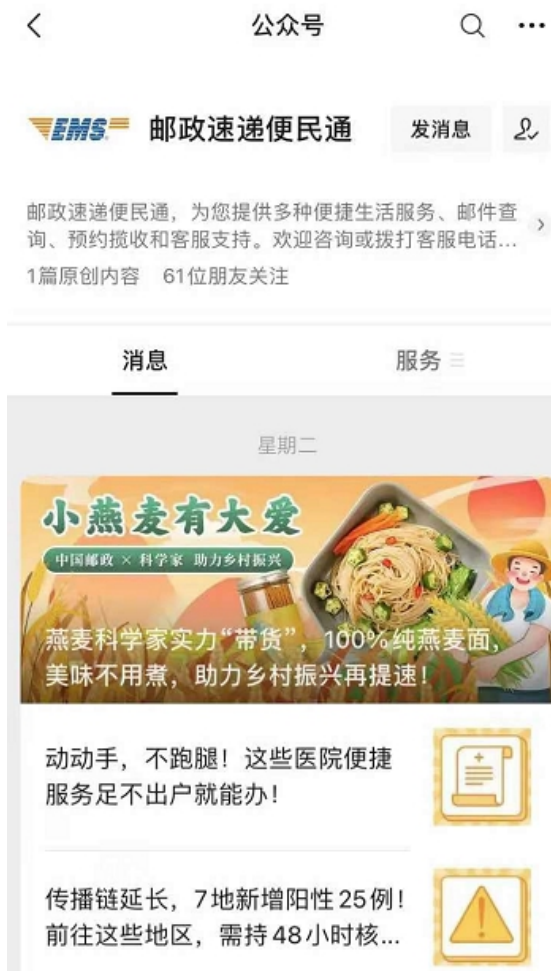 公众号
EMS 邮政速递便民通 发消息
邮政速递便民通，为您提供多种便捷生活服务、邮件查
询、预约揽收和客服支持。欢迎咨询或拨打客服电话...
1篇原创内容 61位朋友关注
消息 服务
星期二
小燕麦有大爱
中国邮政 × 科学家 助力乡村振兴
燕麦科学家实力“带货”，100%纯燕麦面，
美味不用煮，助力乡村振兴再提速！
动动手，不跑腿！这些医院便捷
服务足不出户就能办！
传播链延长，7地新增阳性25例！
前往这些地区，需持48小时核...